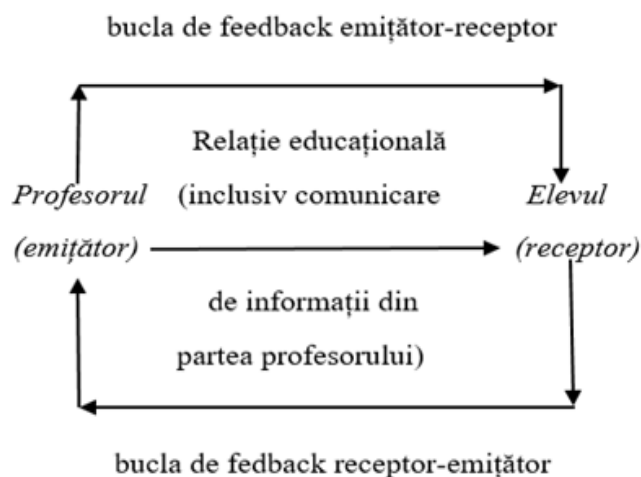 bucla de feedback emițător-receptor
Relație educațională
Profesorul (inclusiv comunicare Elevul
(emițător) (receptor)
de informații din
partea profesorului)
bucla de fedback receptor-emițător